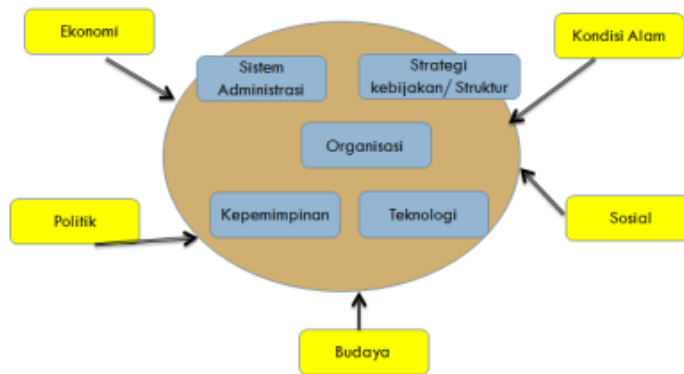 Ekonomi
Kondisi Alam
Sistem
Administrasi
Strategi
kebijakan/ Struktur
Organisasi
Kepemimpinan
Teknologi
Politik
Sosial
Budaya